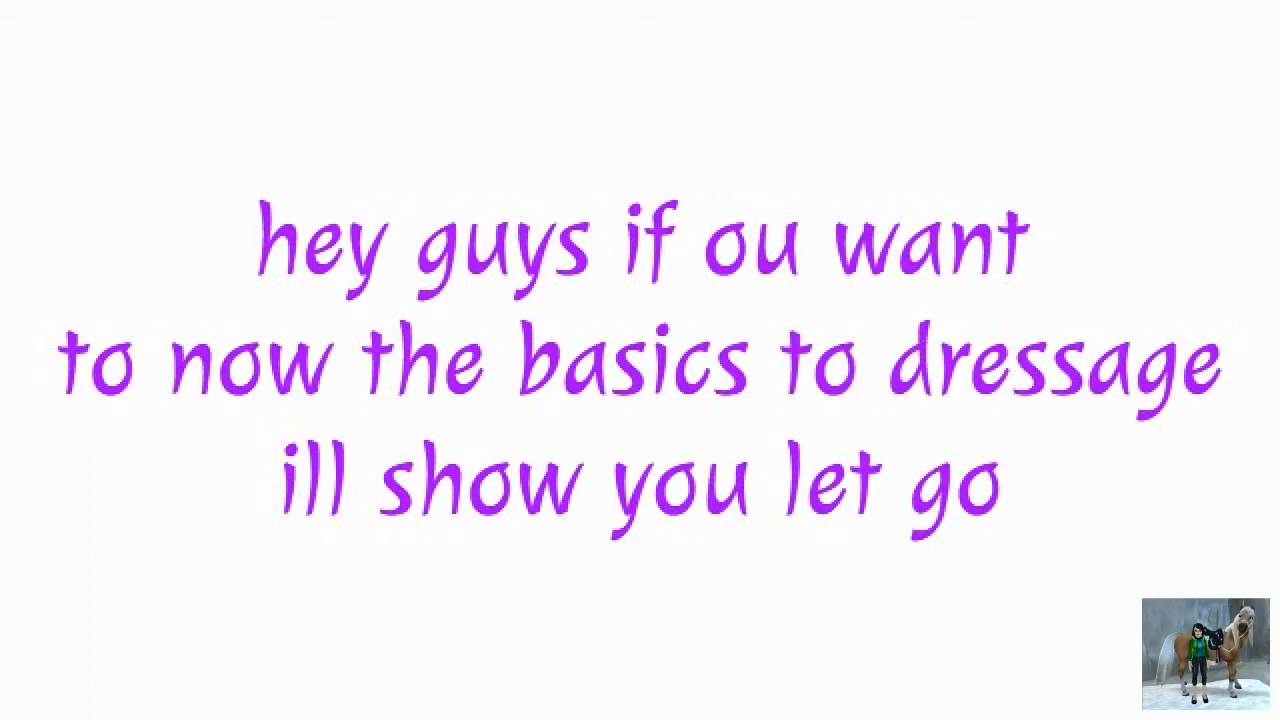 hey guys if ou want
to now the basics to dressage
ill show you let go